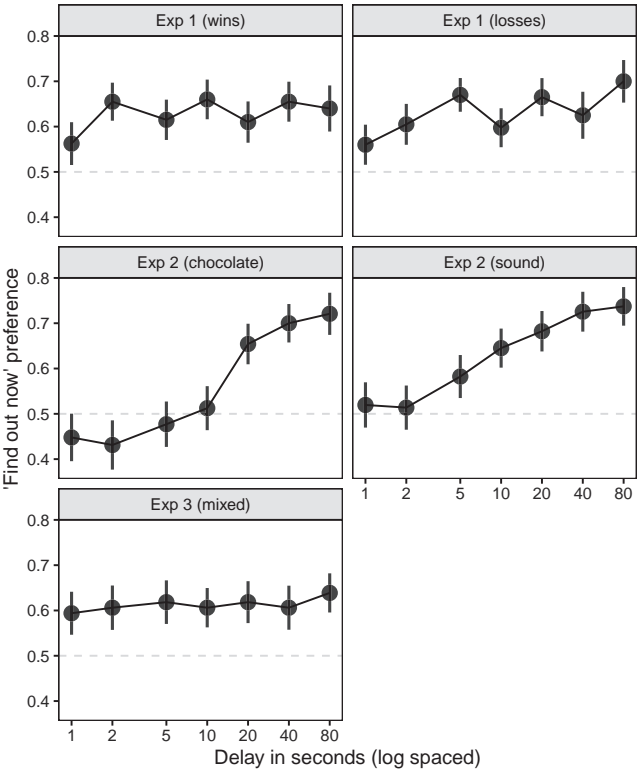 Exp 1 (wins)
Exp 1 (losses)
0.8
0.7
0.6
0.5
0.4
Exp 2 (chocolate)
Exp 2 (sound)
0.8
0.7
0.6
0.5
0.4
1 2 5 10 20 40 80
Exp 3 (mixed)
0.8
0.7
0.6
0.5
0.4
1 2 5 10 20 40 80
'Find out now' preference
Delay in seconds (log spaced)